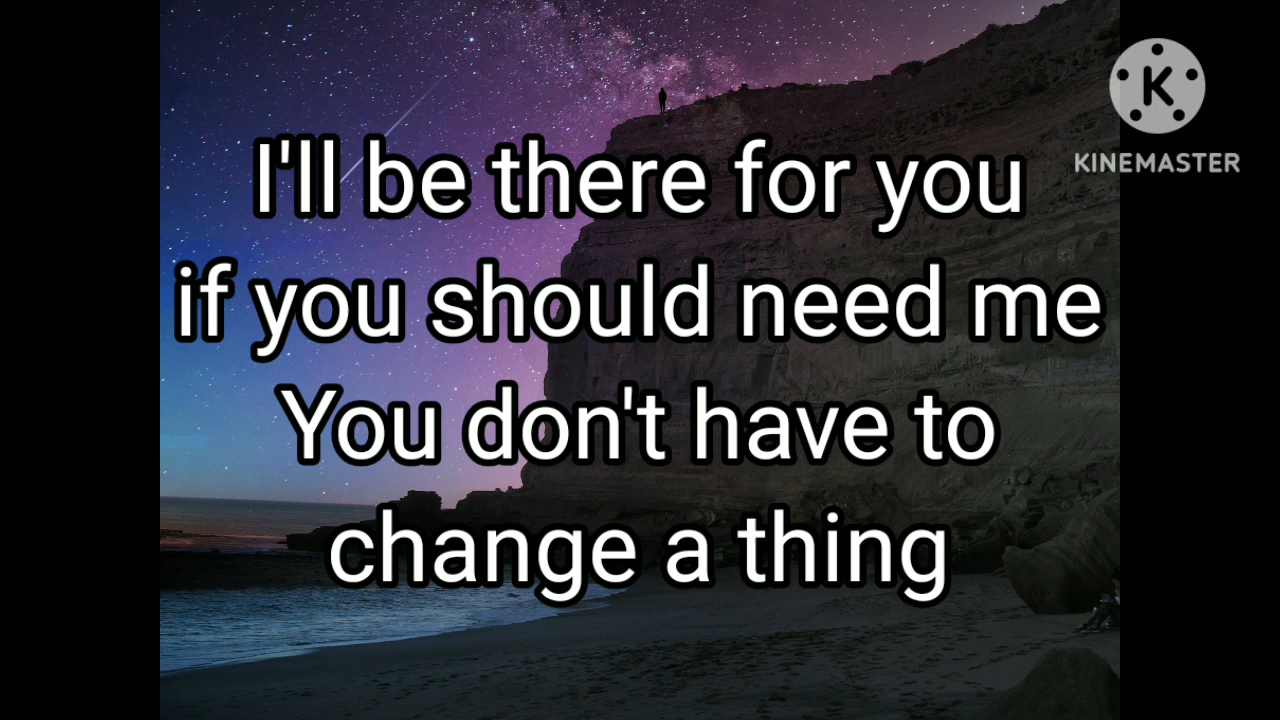 I'll be there for you
if you should need me
You don't have to
change a thing
K
KINEMASTER